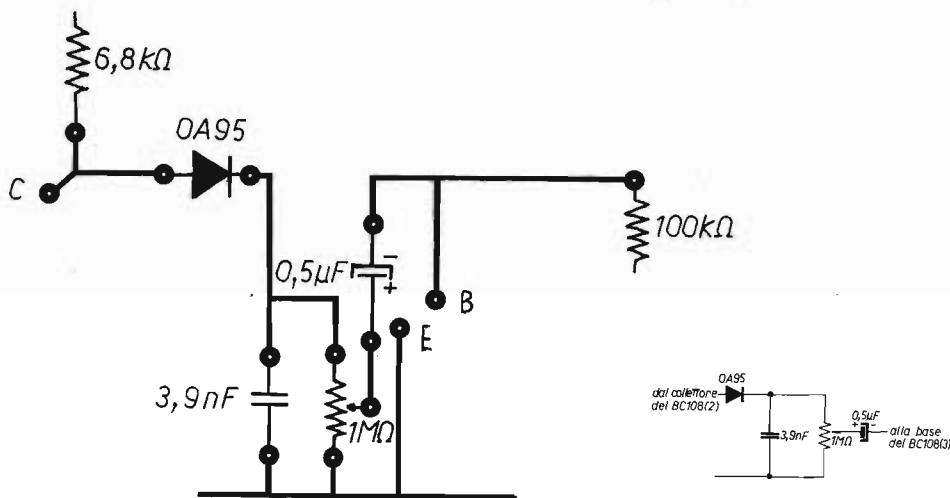 6,8kΩ
OA95
C
100kΩ
0,5µF
-
+
B
E
3,9nF
1MΩ
OA95
dal collettore
del BC108(2)
0,5µF
+ -
alla base
del BC108(3)
3,9nF
1MΩ